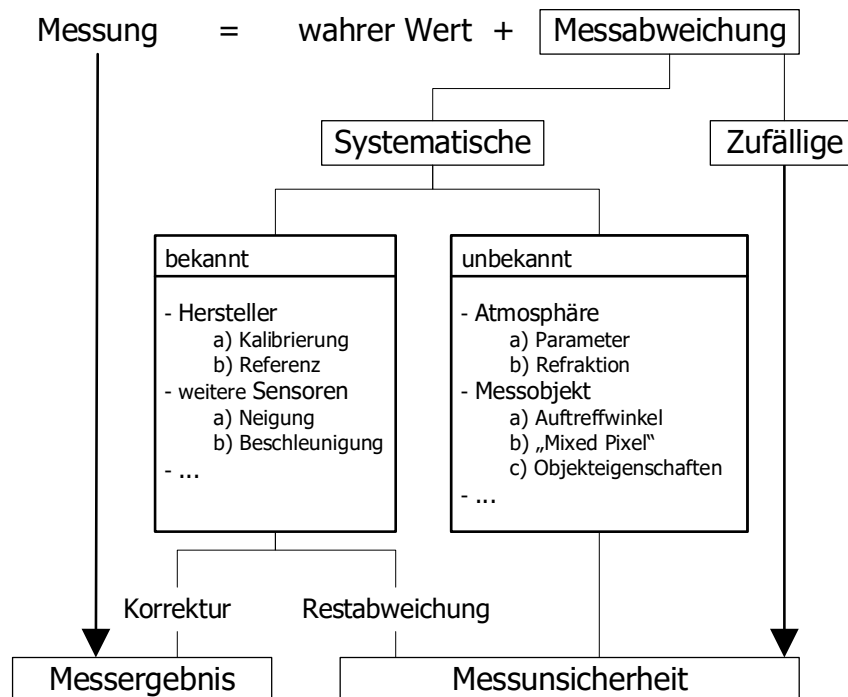 Messung = wahrer Wert + Messabweichung
Systematische Zufällige
bekannt
- Hersteller
a) Kalibrierung
b) Referenz
- weitere Sensoren
a) Neigung
b) Beschleunigung
- ...
unbekannt
- Atmosphäre
a) Parameter
b) Refraktion
- Messobjekt
a) Auftreffwinkel
b) „Mixed Pixel“
c) Objekteigenschaften
- ...
Korrektur Restabweichung
Messergebnis Messunsicherheit